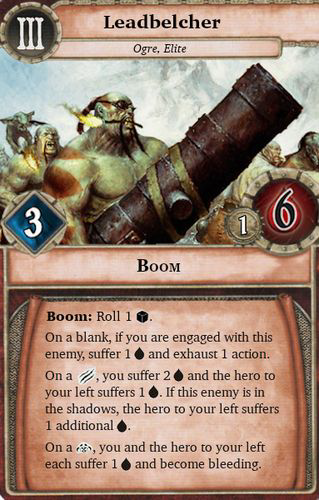 III
Leadbelcher
Ogre, Elite
3
1
6
Boom
Boom: Roll 1 .
On a blank, if you are engaged with this
enemy, suffer 1 and exhaust 1 action.
On a , you suffer 2 and the hero to
your left suffers 1 . If this enemy is in
the shadows, the hero to your left suffers
1 additional .
On a , you and the hero to your left
each suffer 1 and become bleeding.